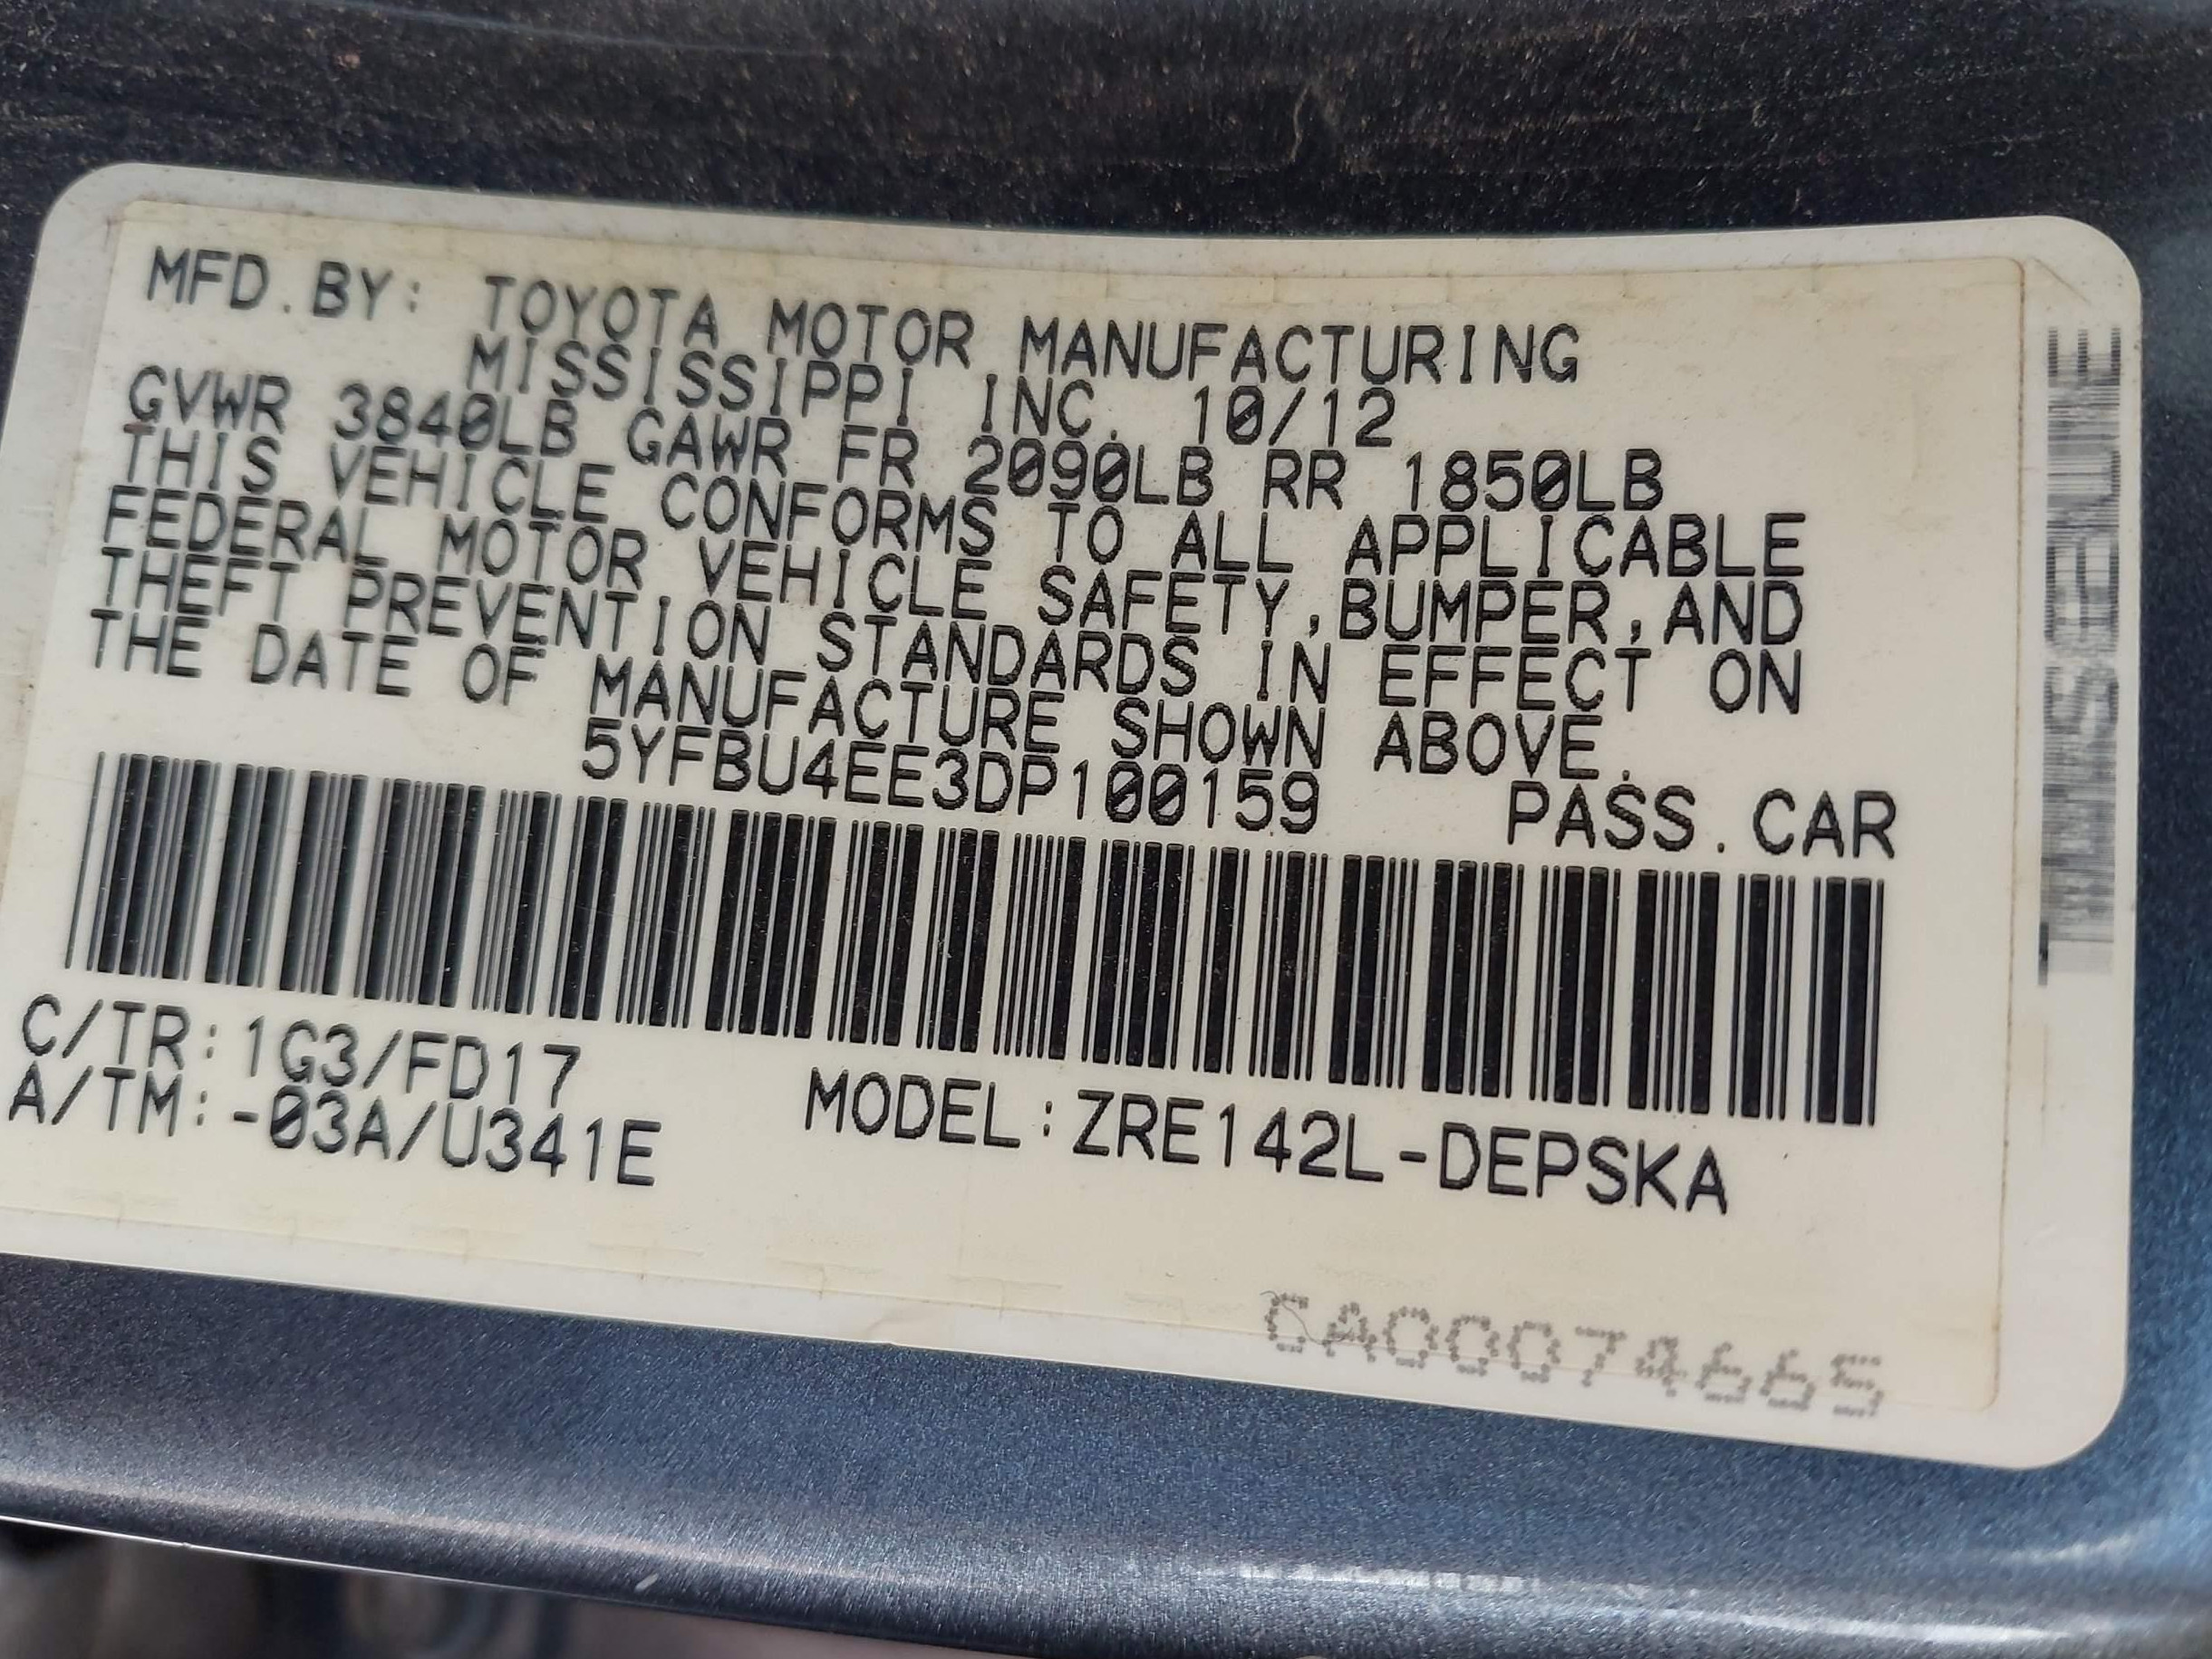 MFD.BY: TOYOTA MOTOR MANUFACTURING
MISSISSIPPI INC. 10/12
GVWR 3840LB GAWR FR 2090LB RR 1850LB
THIS VEHICLE CONFORMS TO ALL APPLICABLE
FEDERAL MOTOR VEHICLE SAFETY,BUMPER,AND
THEFT PREVENTION STANDARDS IN EFFECT ON
THE DATE OF MANUFACTURE SHOWN ABOVE.
5YFBU4EE3DP100159 PASS.CAR
C/TR:1G3/FD17
A/TM:-03A/U341E MODEL:ZRE142L-DEPSKA